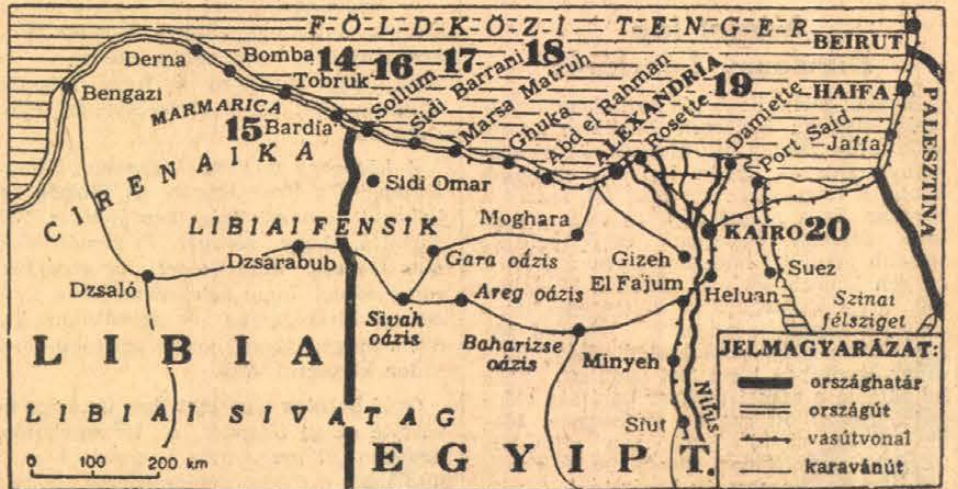 FÖLDKÖZI TENGER
BEIRUT
Derna
Bomba 14
16
17
18
Tobruk
Sollum
Sidi Barrani
Marsa Matruh
Ghuka
Abd el Rahman
ALEXANDRIA
Rosette
19
Damiette
Port Said
HAIFA
Jaffa
PALESZTINA
Bengazi
MARMARICA
15
Bardía
CIRENAIKA
Sidi Omar
LIBIAI FENSIK
Moghara
KAIRO 20
Dzsarabub
Gara oázis
Gizeh
Dzsaló
Areg oázis
El Fajum
Heluan
Suez
Szinai
félsziget
Sivah
oázis
Baharizse
oázis
Minyeh
LIBIA
LIBIAI SIVATAG
Nilus
Siut
EGYIPT.
0 100 200 km
JELMAGYARÁZAT:
országhatár
országút
vasútvonal
karavánút